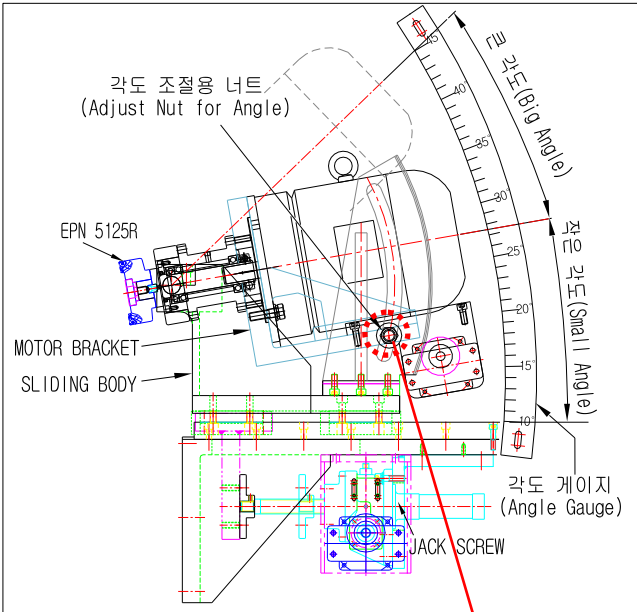 45°
큰 각도(Big Angle)
각도 조절용 너트
(Adjust Nut for Angle)
40°
35°
30°
EPN 5125R
25°
작은 각도(Small Angle)
20°
MOTOR BRACKET
15°
SLIDING BODY
10°
각도 게이지
(Angle Gauge)
JACK SCREW